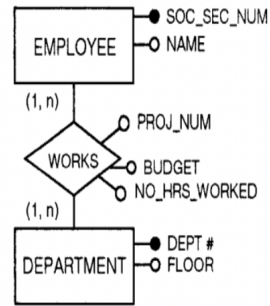 SOC_SEC_NUM
EMPLOYEE
NAME
(1, n)
PROJ_NUM
WORKS
BUDGET
NO_HRS_WORKED
(1, n)
DEPT #
DEPARTMENT
FLOOR